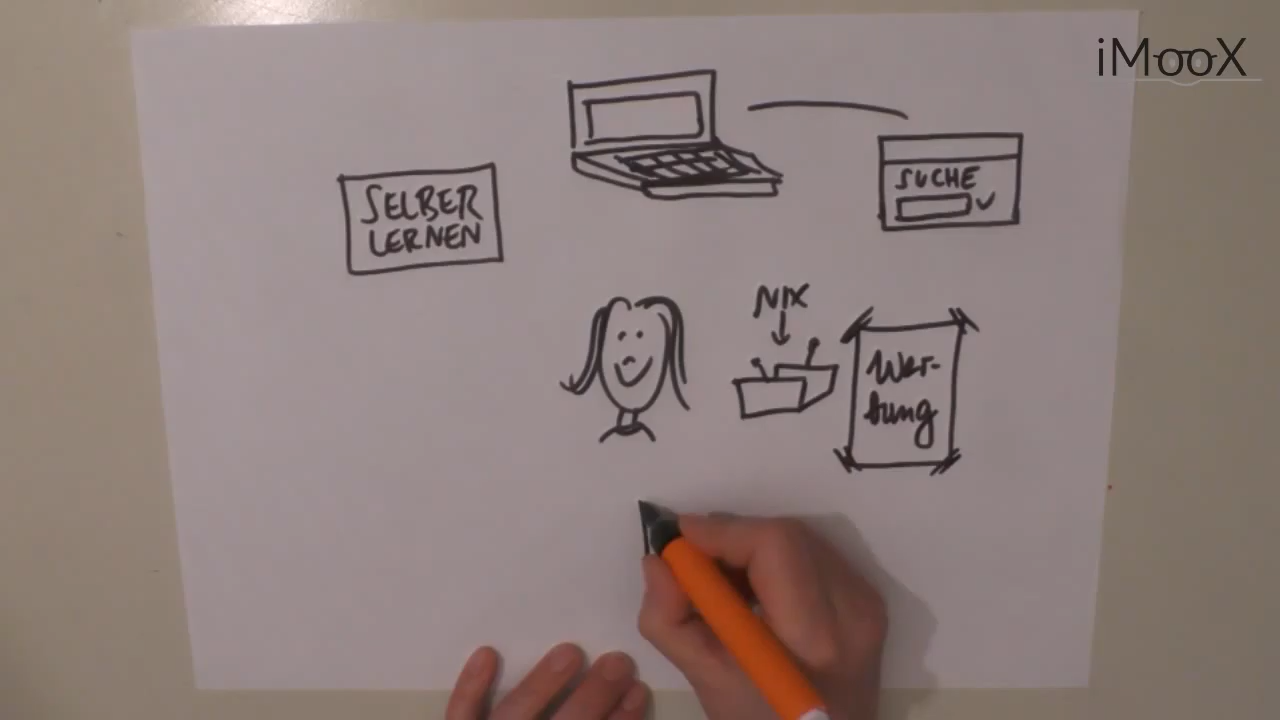 iMooX
SELBER
LERNEN
SUCHE
NIX
Wer-
bung